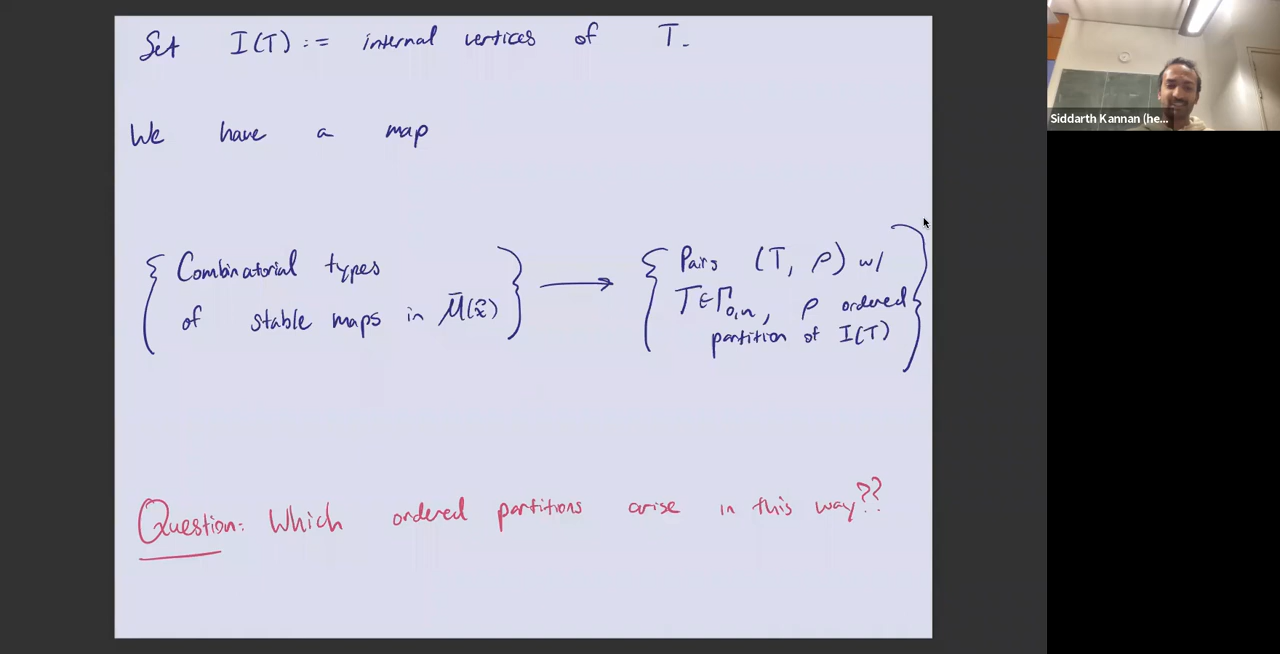 Set I(T) := internal vertices of T.
We have a map
{ Combinatorial types of stable maps in M̄(x⃗) } ⟶ { Pairs (T, ρ) w/ T ∈ Γ₀,ₙ, ρ ordered partition of I(T) }
Question: Which ordered partitions arise in this way??
Siddarth Kannan (he...